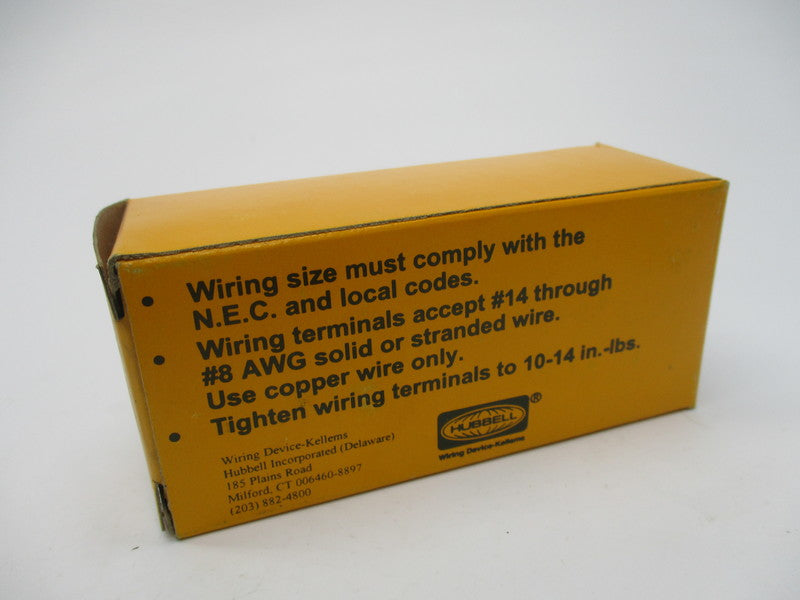 • Wiring size must comply with the
N.E.C. and local codes.
• Wiring terminals accept #14 through
#8 AWG solid or stranded wire.
Use copper wire only.
• Tighten wiring terminals to 10-14 in.-lbs.
Wiring Device-Kellems
Hubbell Incorporated (Delaware)
185 Plains Road
Milford, CT 006460-8897
(203) 882-4800
HUBBELL ®
Wiring Device-Kellems